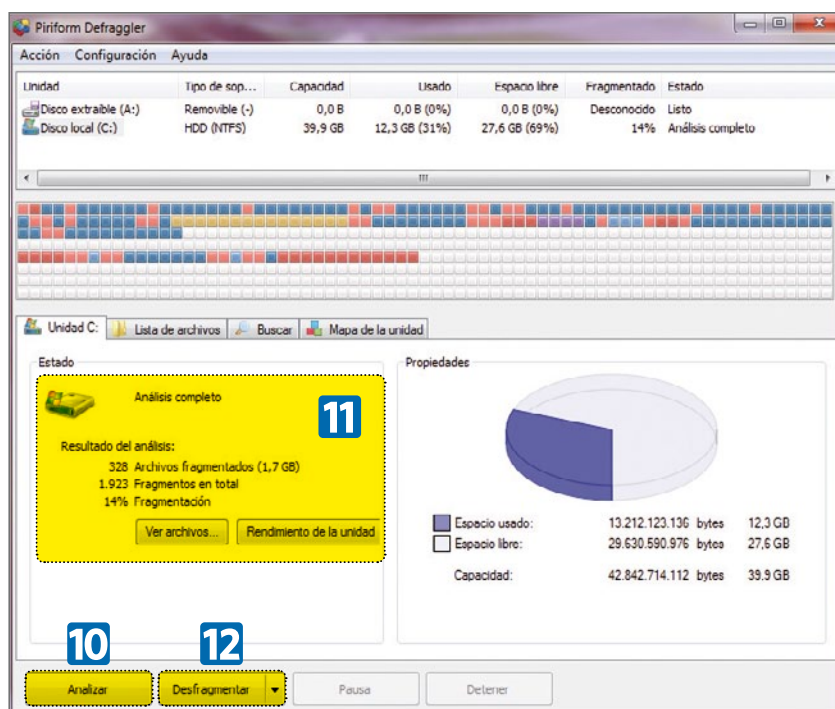 Piriform Defraggler
Acción Configuración Ayuda
Unidad Tipo de sop... Capacidad Usado Espacio libre Fragmentado Estado
Disco extraíble (A:) Removible (-) 0,0 B 0,0 B (0%) 0,0 B (0%) Desconocido Listo
Disco local (C:) HDD (NTFS) 39,9 GB 12,3 GB (31%) 27,6 GB (69%) 14% Análisis completo
Unidad C: Lista de archivos Buscar Mapa de la unidad
Estado
Análisis completo
11
Resultado del análisis:
328 Archivos fragmentados (1,7 GB)
1.923 Fragmentos en total
14% Fragmentación
Ver archivos... Rendimiento de la unidad
Propiedades
Espacio usado: 13.212.123.136 bytes 12,3 GB
Espacio libre: 29.630.590.976 bytes 27,6 GB
Capacidad: 42.842.714.112 bytes 39,9 GB
10 12
Analizar Desfragmentar Pausa Detener